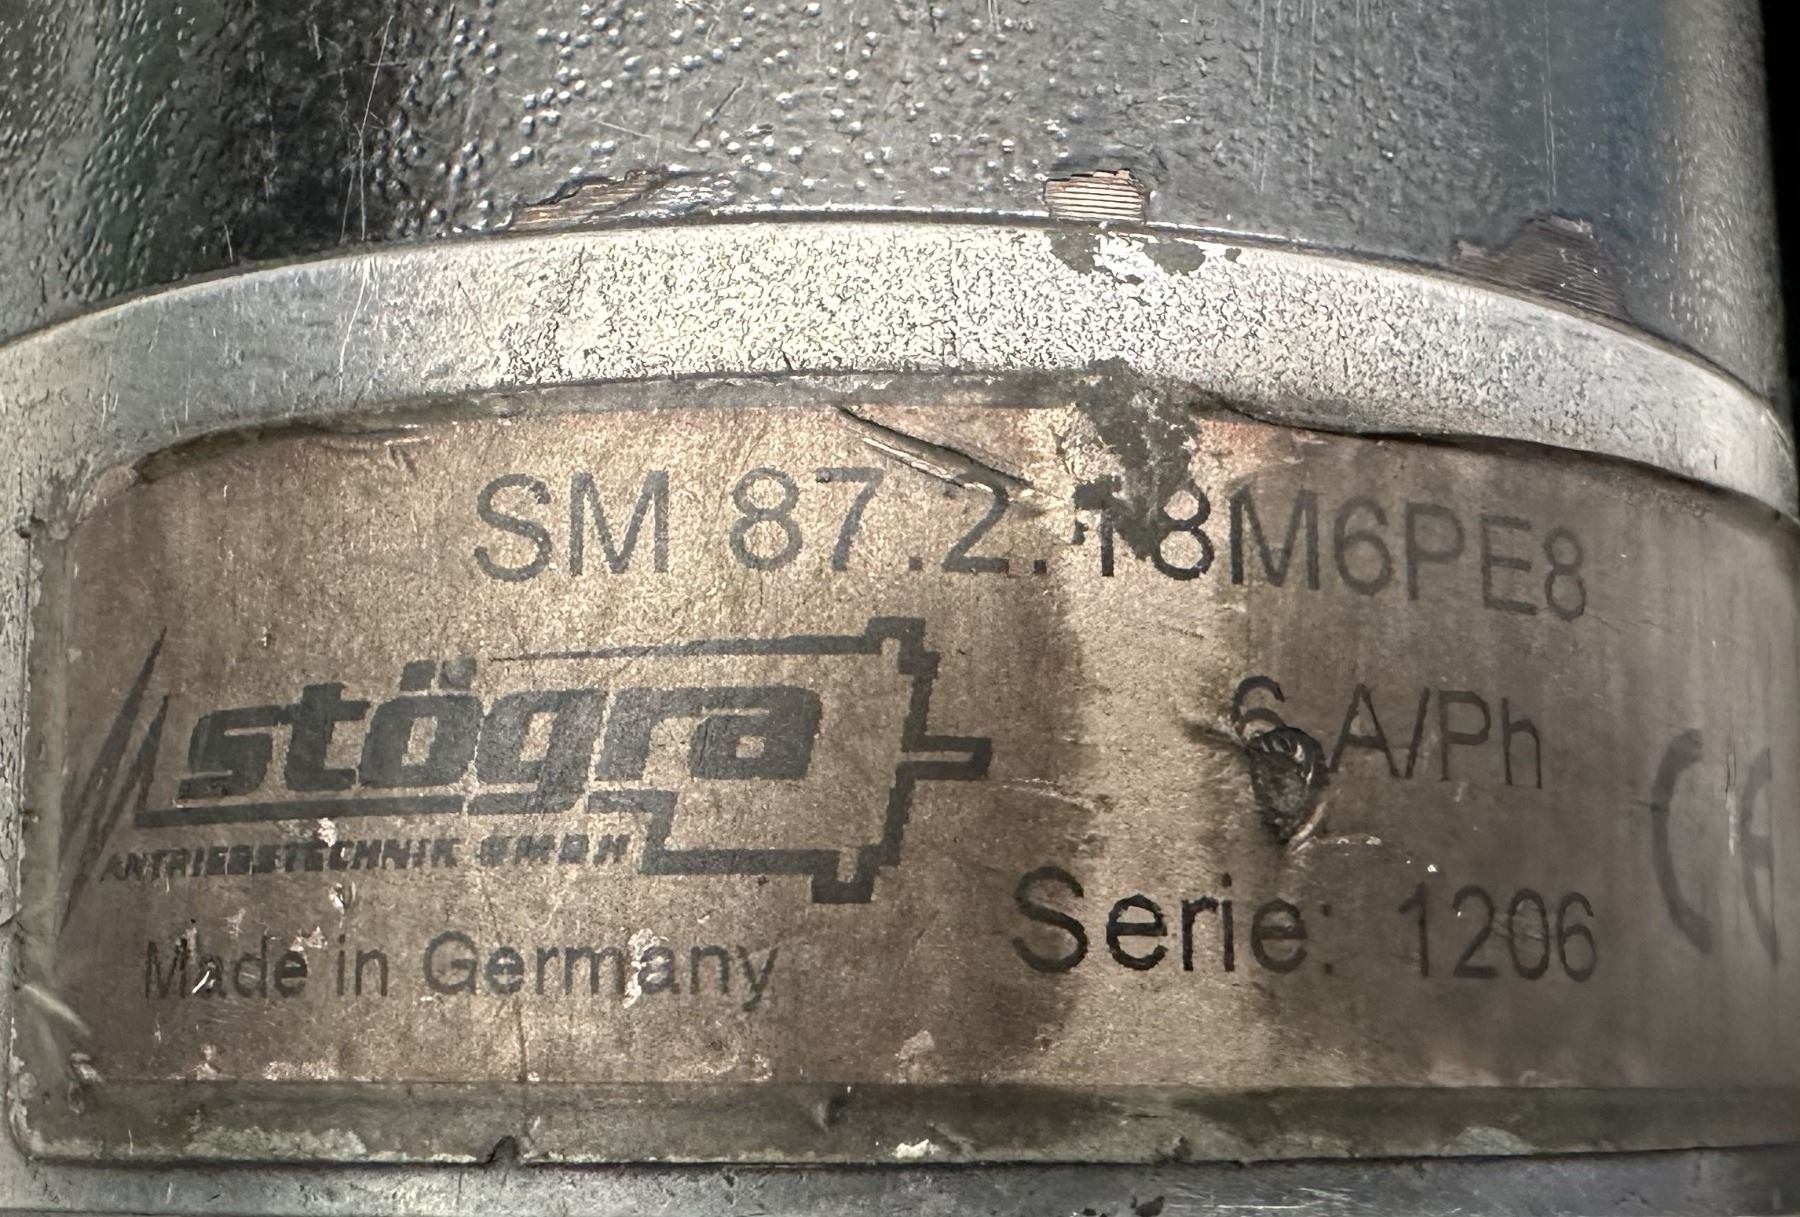 SM 87.2.18M6PE8
stögra
ANTRIEBSTECHNIK GMBH
6 A/Ph
CE
Serie: 1206
Made in Germany